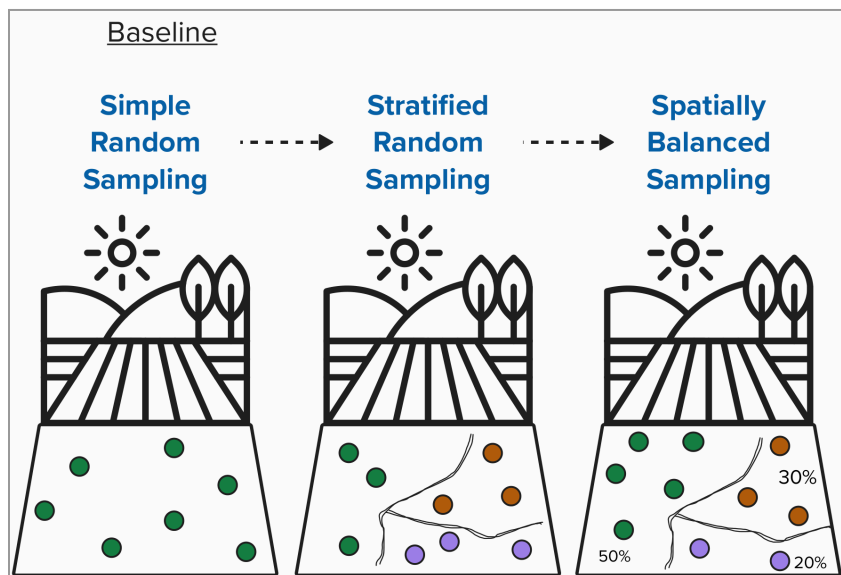 Baseline
Simple
Random
Sampling
Stratified
Random
Sampling
Spatially
Balanced
Sampling
30%
50%
20%